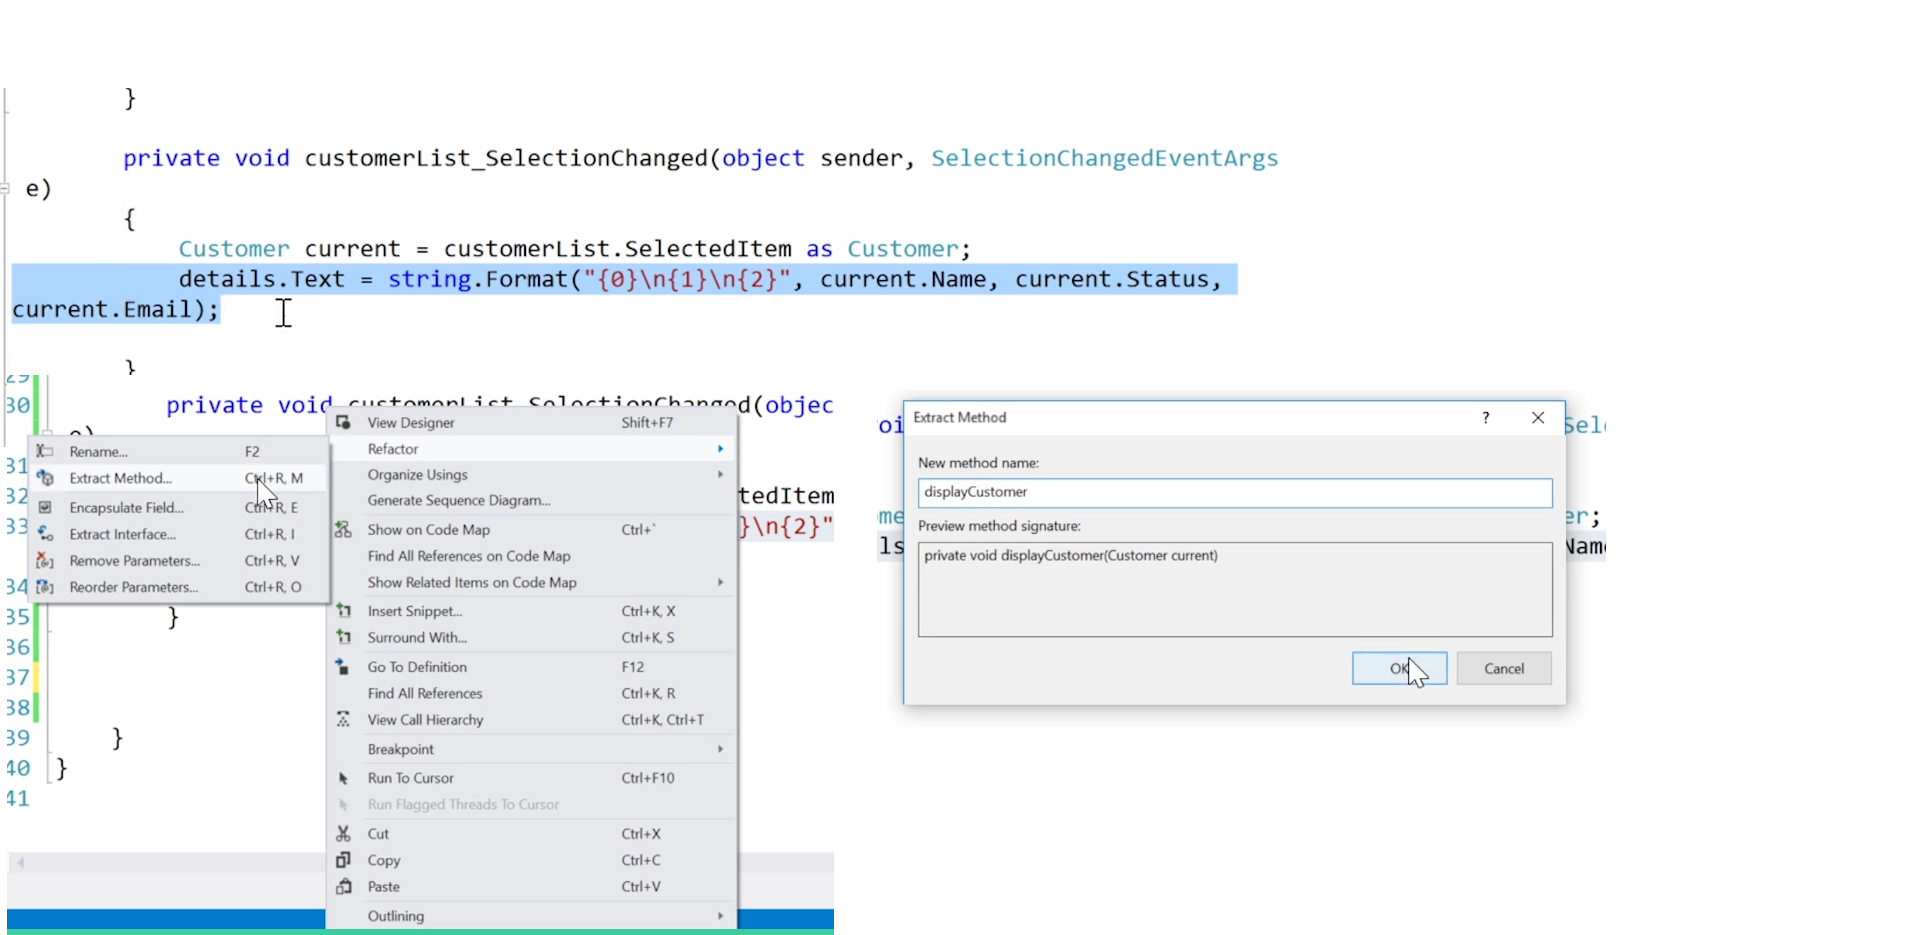 }
private void customerList_SelectionChanged(object sender, SelectionChangedEventArgs
e)
{
Customer current = customerList.SelectedItem as Customer;
details.Text = string.Format("{0}\n{1}\n{2}", current.Name, current.Status,
current.Email);
}
29
30 private void customerList_SelectionChanged(objec
e)
31
32 tedItem
33 }\n{2}"
34
35 }
36
37
38
39 }
40 }
41
Rename... F2
Extract Method... Ctrl+R, M
Encapsulate Field... Ctrl+R, E
Extract Interface... Ctrl+R, I
Remove Parameters... Ctrl+R, V
Reorder Parameters... Ctrl+R, O
View Designer Shift+F7
Refactor
Organize Usings
Generate Sequence Diagram...
Show on Code Map Ctrl+`
Find All References on Code Map
Show Related Items on Code Map
Insert Snippet... Ctrl+K, X
Surround With... Ctrl+K, S
Go To Definition F12
Find All References Ctrl+K, R
View Call Hierarchy Ctrl+K, Ctrl+T
Breakpoint
Run To Cursor Ctrl+F10
Run Flagged Threads To Cursor
Cut Ctrl+X
Copy Ctrl+C
Paste Ctrl+V
Outlining
oi
Sel
me
er;
ls
Name
Extract Method ?
New method name:
displayCustomer
Preview method signature:
private void displayCustomer(Customer current)
OK Cancel